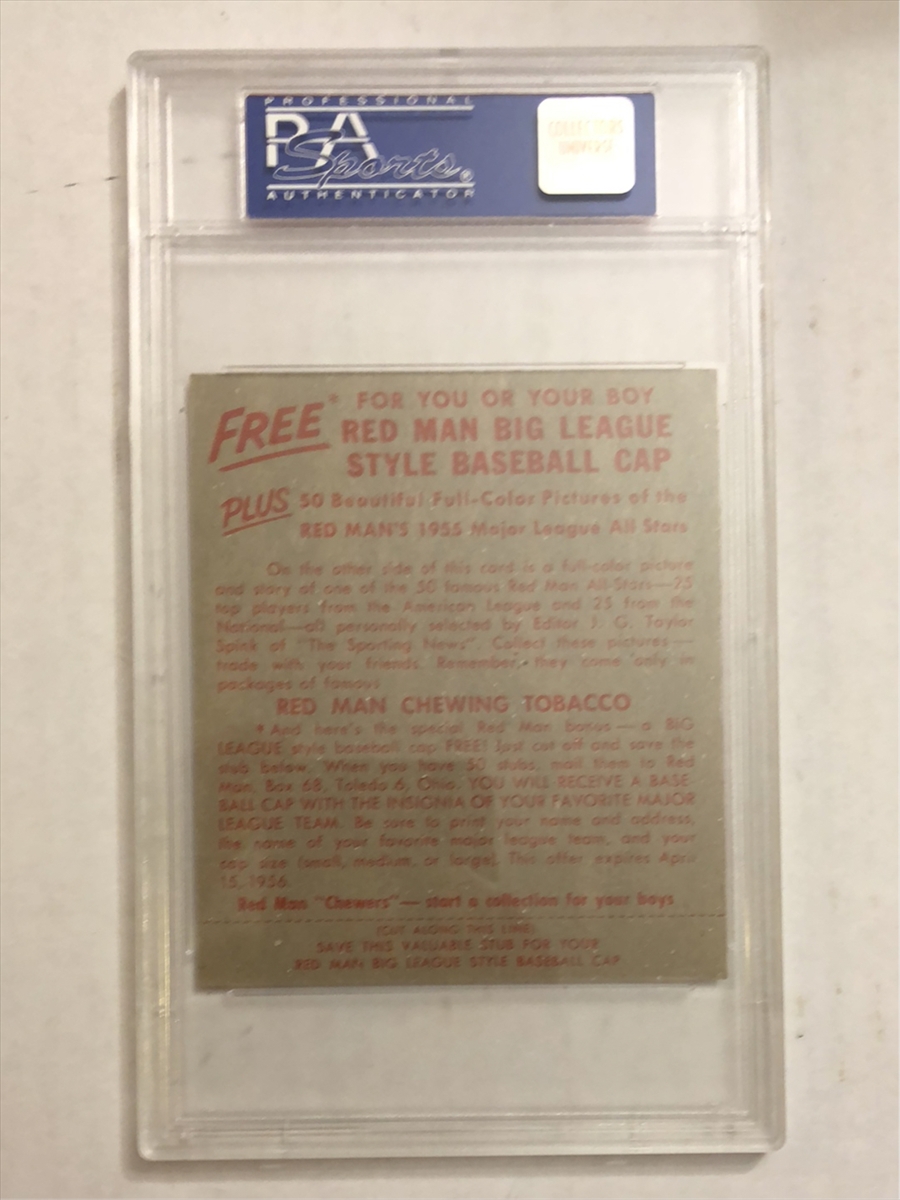 PROFESSIONAL
PSA
Sports®
AUTHENTICATOR
COLLECTORS
UNIVERSE
FREE* FOR YOU OR YOUR BOY
RED MAN BIG LEAGUE
STYLE BASEBALL CAP
PLUS 50 Beautiful Full-Color Pictures of the
RED MAN'S 1955 Major League All Stars
On the other side of this card is a full-color picture
and story of one of the 50 famous Red Man All-Stars—25
top players from the American League and 25 from the
National—all personally selected by Editor J. G. Taylor
Spink of "The Sporting News". Collect these pictures—
trade with your friends. Remember, they come only in
packages of famous
RED MAN CHEWING TOBACCO
*And here's the special Red Man bonus—a BIG
LEAGUE style baseball cap FREE! Just cut off and save the
stub below. When you have 50 stubs, mail them to Red
Man, Box 68, Toledo 6, Ohio. YOU WILL RECEIVE A BASE-
BALL CAP WITH THE INSIGNIA OF YOUR FAVORITE MAJOR
LEAGUE TEAM. Be sure to print your name and address,
the name of your favorite major league team, and your
cap size (small, medium, or large). This offer expires April
15, 1956.
Red Man "Chewers"—start a collection for your boys
(CUT ALONG THIS LINE)
SAVE THIS VALUABLE STUB FOR YOUR
RED MAN BIG LEAGUE STYLE BASEBALL CAP